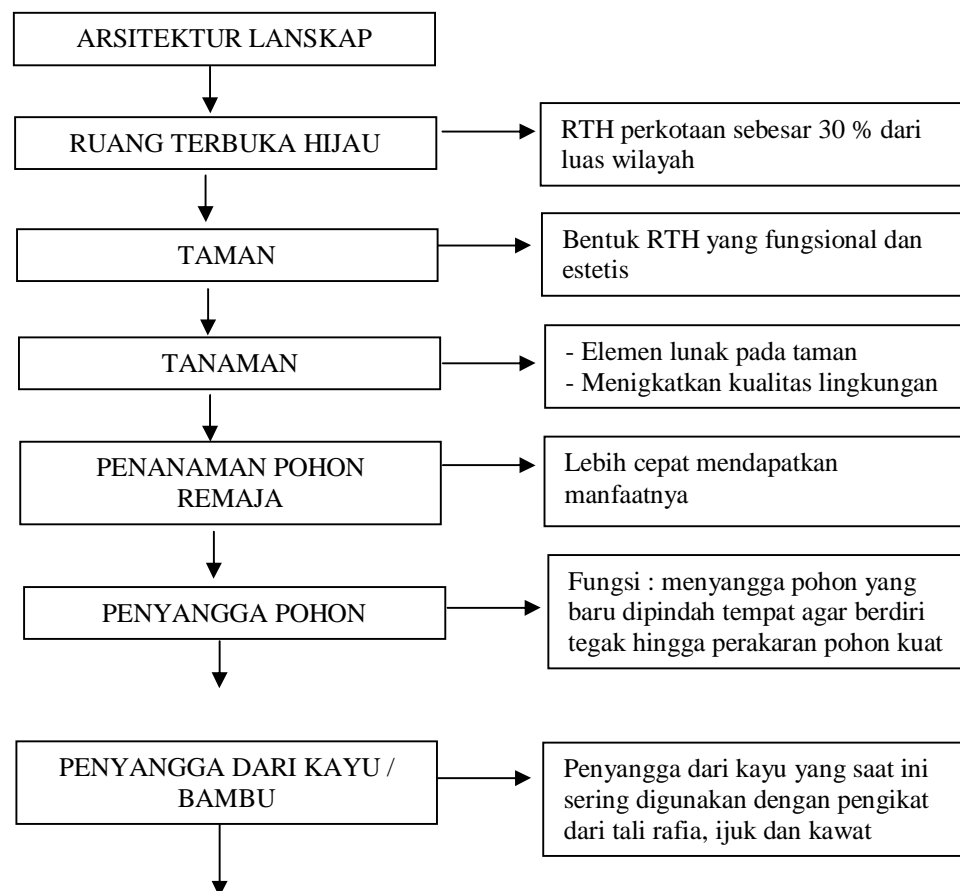 ARSITEKTUR LANSKAP
RUANG TERBUKA HIJAU
RTH perkotaan sebesar 30 % dari
luas wilayah
TAMAN
Bentuk RTH yang fungsional dan
estetis
TANAMAN
- Elemen lunak pada taman
- Menigkatkan kualitas lingkungan
PENANAMAN POHON
REMAJA
Lebih cepat mendapatkan
manfaatnya
PENYANGGA POHON
Fungsi : menyangga pohon yang
baru dipindah tempat agar berdiri
tegak hingga perakaran pohon kuat
PENYANGGA DARI KAYU /
BAMBU
Penyangga dari kayu yang saat ini
sering digunakan dengan pengikat
dari tali rafia, ijuk dan kawat